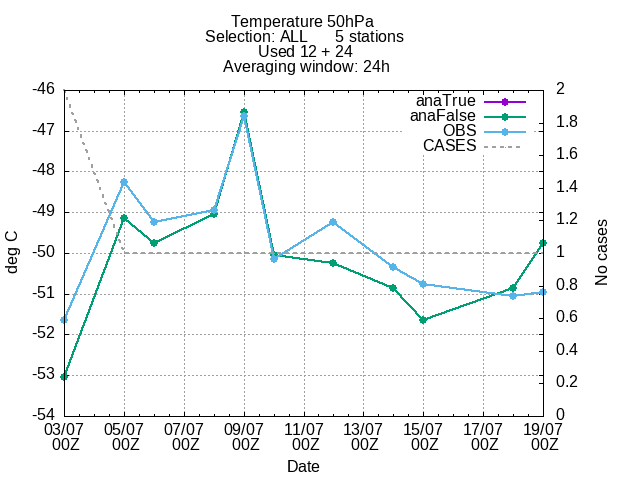 Temperature 50hPa
Selection: ALL 5 stations
Used 12 + 24
Averaging window: 24h
-46
-47
-48
-49
-50
-51
-52
-53
-54
deg C
2
1.8
1.6
1.4
1.2
1
0.8
0.6
0.4
0.2
0
No cases
anaTrue
anaFalse
OBS
CASES
03/07 05/07 07/07 09/07 11/07 13/07 15/07 17/07 19/07
00Z 00Z 00Z 00Z 00Z 00Z 00Z 00Z 00Z
Date